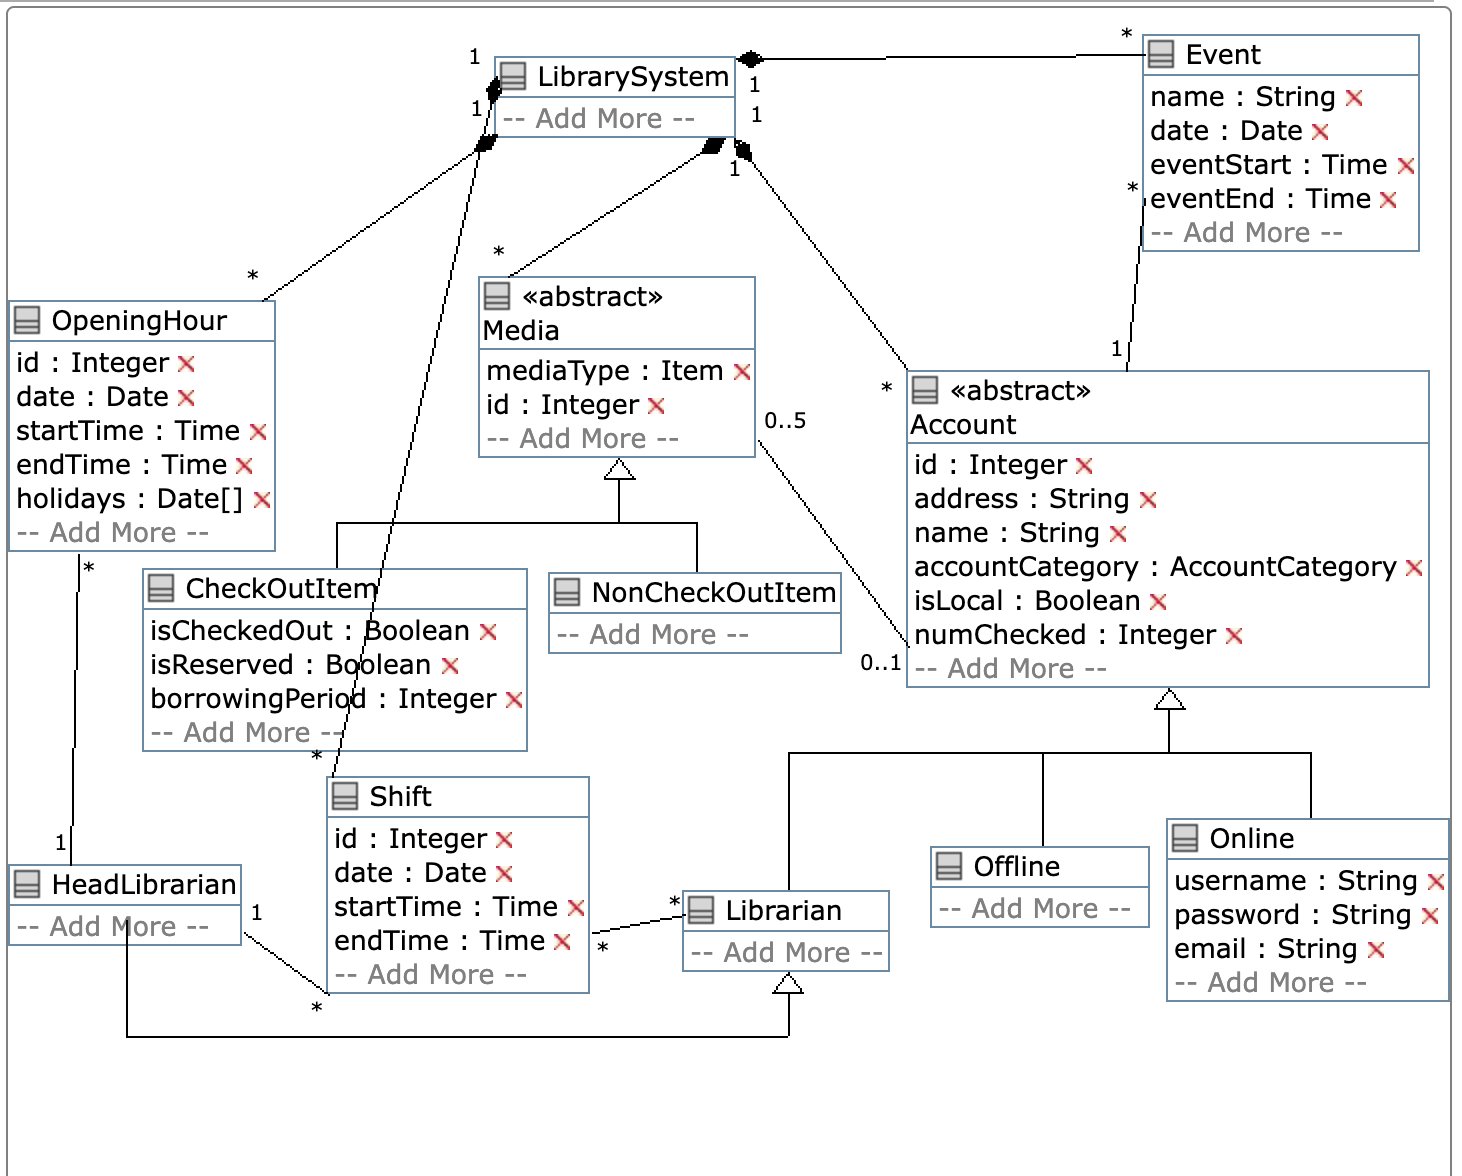 1
LibrarySystem
1
-- Add More --
1
1
1
*
Event
name : String
date : Date
eventStart : Time
eventEnd : Time
-- Add More --
*
1
*
OpeningHour
id : Integer
date : Date
startTime : Time
endTime : Time
holidays : Date[]
-- Add More --
*
*
«abstract»
Media
mediaType : Item
id : Integer
-- Add More --
0..5
*
«abstract»
Account
id : Integer
address : String
name : String
accountCategory : AccountCategory
isLocal : Boolean
numChecked : Integer
-- Add More --
0..1
CheckOutItem
isCheckedOut : Boolean
isReserved : Boolean
borrowingPeriod : Integer
-- Add More --
NonCheckOutItem
-- Add More --
*
Shift
id : Integer
date : Date
startTime : Time
endTime : Time
-- Add More --
1
HeadLibrarian
-- Add More --
1
*
*
*
Librarian
-- Add More --
Offline
-- Add More --
Online
username : String
password : String
email : String
-- Add More --